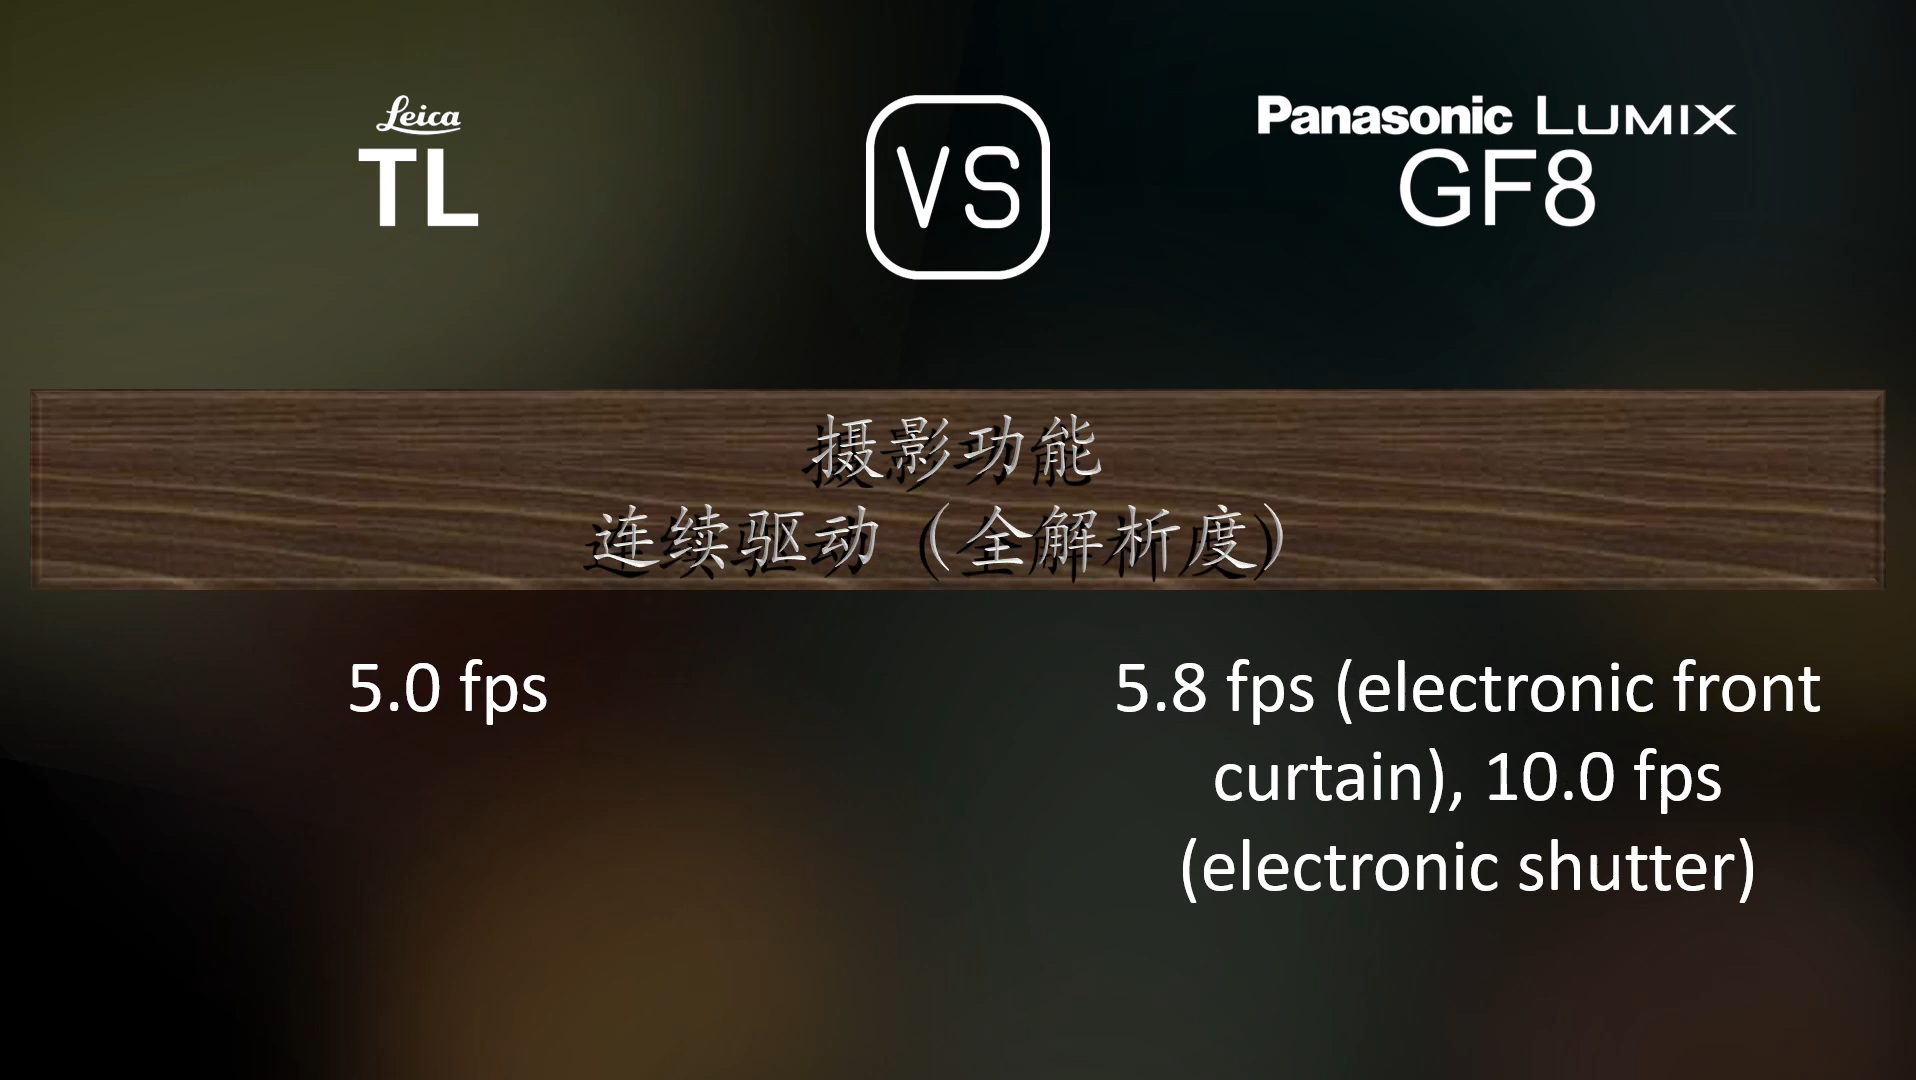 Leica
TL
VS
Panasonic LUMIX
GF8
摄影功能
连续驱动（全解析度）
5.0 fps
5.8 fps (electronic front
curtain), 10.0 fps
(electronic shutter)